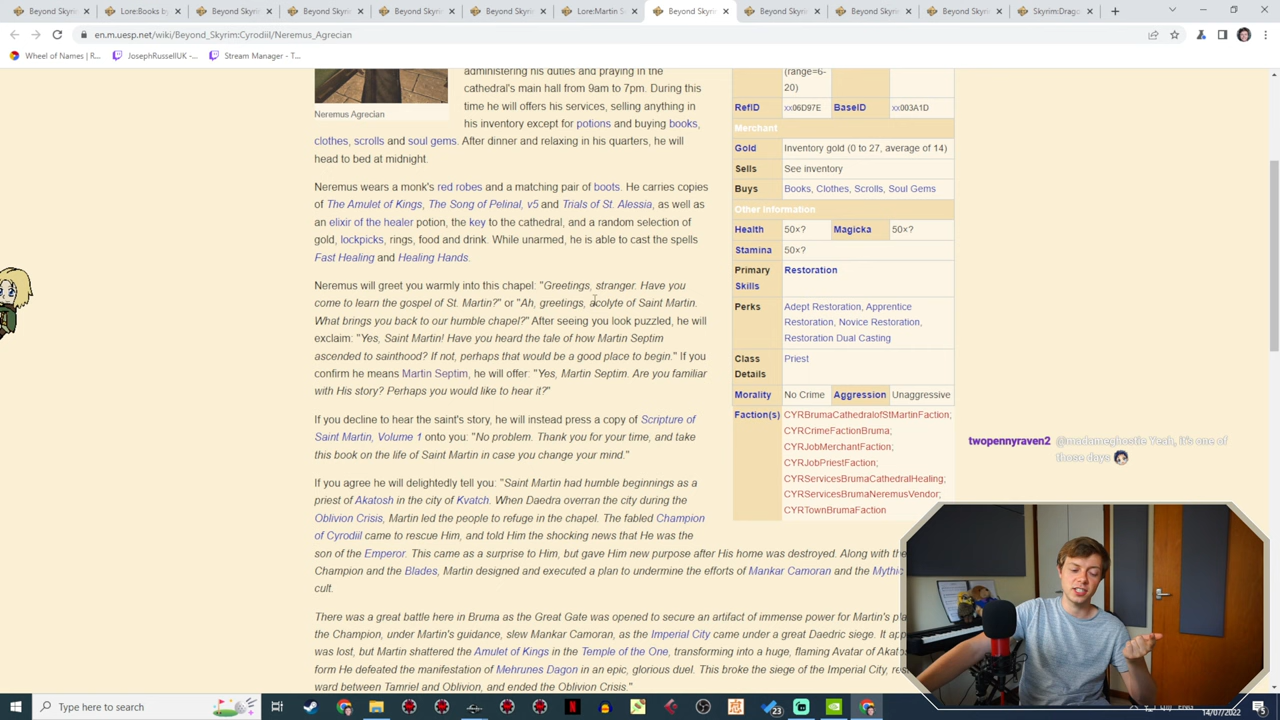 Beyond Sky
Lore:Books by
Beyond Skyri
Beyond Skyri
Beyond Skyri
Beyond Skyri
Lore:Martin S
Beyond Skyri
Beyond Skyri
Beyond Skyri
Beyond Skyri
Skyrim:Drag
en.m.uesp.net/wiki/Beyond_Skyrim:Cyrodiil/Neremus_Agrecian
Wheel of Names | R...
JosephRussellUK -...
Stream Manager - T...
Neremus Agrecian
administering his duties and praying in the
cathedral's main hall from 9am to 7pm. During this
time he will offers his services, selling anything in
his inventory except for potions and buying books,
clothes, scrolls and soul gems. After dinner and relaxing in his quarters, he will
head to bed at midnight.
Neremus wears a monk's red robes and a matching pair of boots. He carries copies
of The Amulet of Kings, The Song of Pelinal, v5 and Trials of St. Alessia, as well as
an elixir of the healer potion, the key to the cathedral, and a random selection of
gold, lockpicks, rings, food and drink. While unarmed, he is able to cast the spells
Fast Healing and Healing Hands.
Neremus will greet you warmly into this chapel: "Greetings, stranger. Have you
come to learn the gospel of St. Martin?" or "Ah, greetings, acolyte of Saint Martin.
What brings you back to our humble chapel?" After seeing you look puzzled, he will
exclaim: "Yes, Saint Martin! Have you heard the tale of how Martin Septim
ascended to sainthood? If not, perhaps that would be a good place to begin." If you
confirm he means Martin Septim, he will offer: "Yes, Martin Septim. Are you familiar
with His story? Perhaps you would like to hear it?"
If you decline to hear the saint's story, he will instead press a copy of Scripture of
Saint Martin, Volume 1 onto you: "No problem. Thank you for your time, and take
this book on the life of Saint Martin in case you change your mind."
If you agree he will delightedly tell you: "Saint Martin had humble beginnings as a
priest of Akatosh in the city of Kvatch. When Daedra overran the city during the
Oblivion Crisis, Martin led the people to refuge in the chapel. The fabled Champion
of Cyrodiil came to rescue Him, and told Him the shocking news that He was the
son of the Emperor. This came as a surprise to Him, but gave Him new purpose after His home was destroyed. Along with the
Champion and the Blades, Martin designed and executed a plan to undermine the efforts of Mankar Camoran and the Mythic
cult.
There was a great battle here in Bruma as the Great Gate was opened to secure an artifact of immense power for Martin's pla
the Champion, under Martin's guidance, slew Mankar Camoran, as the Imperial City came under a great Daedric siege. It app
was lost, but Martin shattered the Amulet of Kings in the Temple of the One, transforming into a huge, flaming Avatar of Akatos
form He defeated the manifestation of Mehrunes Dagon in an epic, glorious duel. This broke the siege of the Imperial City, res
ward between Tamriel and Oblivion, and ended the Oblivion Crisis."
(range=6-
20)
RefID xx06D97E BaseID xx003A1D
Merchant
Gold Inventory gold (0 to 27, average of 14)
Sells See inventory
Buys Books, Clothes, Scrolls, Soul Gems
Other Information
Health 50×? Magicka 50×?
Stamina 50×?
Primary Skills Restoration
Perks Adept Restoration, Apprentice
Restoration, Novice Restoration,
Restoration Dual Casting
Class Details Priest
Morality No Crime Aggression Unaggressive
Faction(s) CYRBrumaCathedralofStMartinFaction;
CYRCrimeFactionBruma;
CYRJobMerchantFaction;
CYRJobPriestFaction;
CYRServicesBrumaCathedralHealing;
CYRServicesBrumaNeremusVendor;
CYRTownBrumaFaction
twopennyraven2 @madameghostie Yeah, it's one of
those days
Type here to search
23
14/07/2022